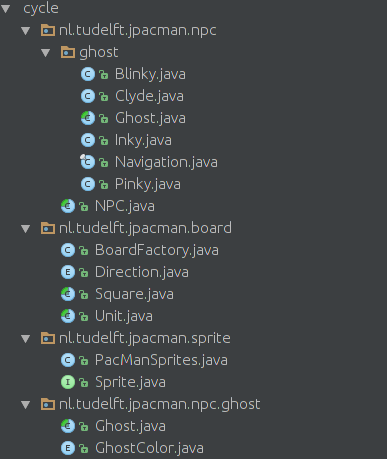 cycle
nl.tudelft.jpacman.npc
ghost
Blinky.java
Clyde.java
Ghost.java
Inky.java
Navigation.java
Pinky.java
NPC.java
nl.tudelft.jpacman.board
BoardFactory.java
Direction.java
Square.java
Unit.java
nl.tudelft.jpacman.sprite
PacManSprites.java
Sprite.java
nl.tudelft.jpacman.npc.ghost
Ghost.java
GhostColor.java